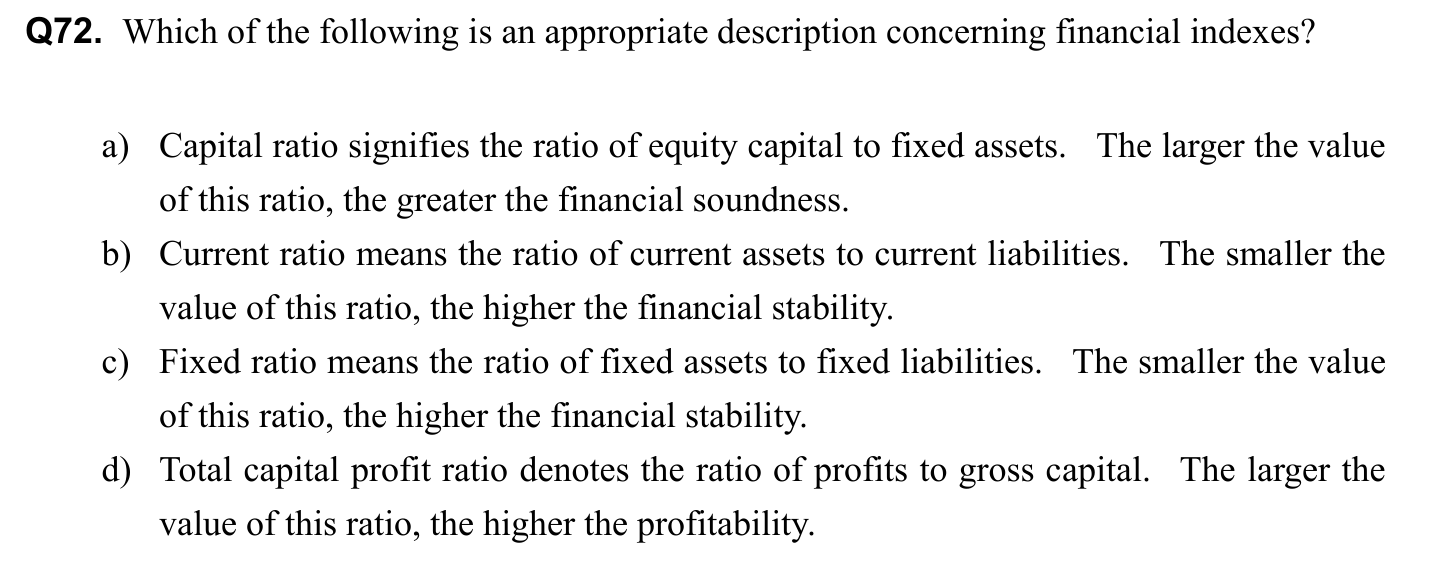 Q72. Which of the following is an appropriate description concerning financial indexes?
a) Capital ratio signifies the ratio of equity capital to fixed assets. The larger the value
of this ratio, the greater the financial soundness.
b) Current ratio means the ratio of current assets to current liabilities. The smaller the
value of this ratio, the higher the financial stability.
c) Fixed ratio means the ratio of fixed assets to fixed liabilities. The smaller the value
of this ratio, the higher the financial stability.
d) Total capital profit ratio denotes the ratio of profits to gross capital. The larger the
value of this ratio, the higher the profitability.